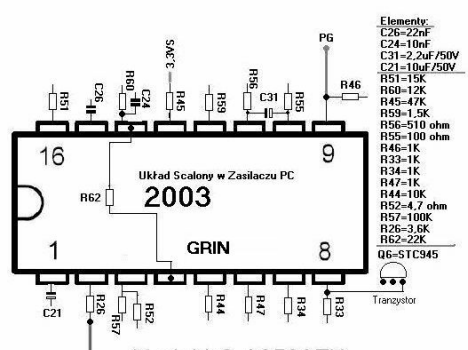 Elementy:
C26=22nF
C24=10nF
C31=2,2uF/50V
C21=10uF/50V
R51=15K
R60=12K
R45=47K
R59=1,5K
R56=510 ohm
R55=100 ohm
R46=1K
R33=1K
R34=1K
R47=1K
R44=10K
R52=4,7 ohm
R57=100K
R26=3,6K
R62=22K
Q6=STC945
Tranzystor
PG
3,3VS
R51
C26
R60
C24
R45
R59
R56
C31
R55
R46
16
9
Układ Scalony w Zasilaczu PC
R62
2003
GRIN
1
8
C21
R26
R57
R52
R44
R47
R34
R33